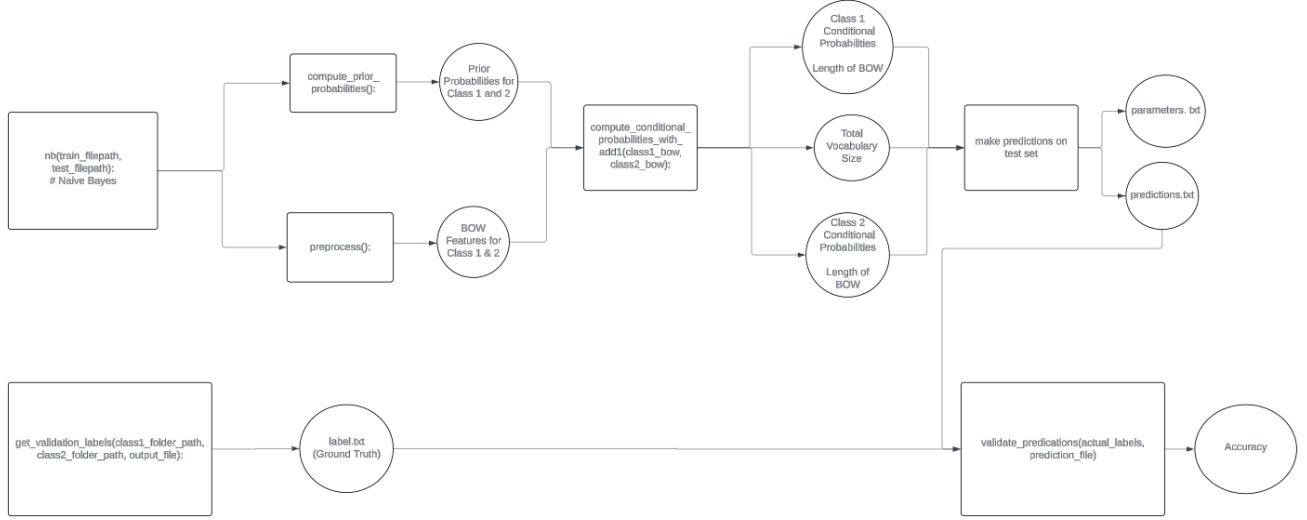 nb(train_filepath,
test_filepath):
# Naive Bayes
compute_prior_
probabilities():
Prior
Probabilities for
Class 1 and 2
preprocess():
BOW
Features for
Class 1 & 2
compute_conditional_
probabilities_with_
add1(class1_bow,
class2_bow):
Class 1
Conditional
Probabilities
Length of BOW
Total
Vocabulary
Size
Class 2
Conditional
Probabilities
Length of
BOW
make predictions on
test set
parameters. txt
predictions.txt
get_validation_labels(class1_folder_path,
class2_folder_path, output_file):
label.txt
(Ground Truth)
validate_predications(actual_labels,
prediction_file)
Accuracy